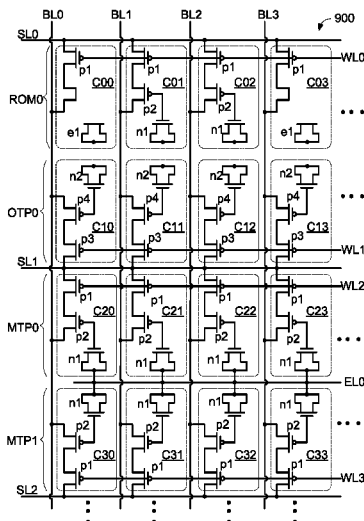 BL0 BL1 BL2 BL3
900
SL0
p1 p1 p1 p1 WL0
C00 C01 C02 C03
ROM0
p2 p2
e1 n1 n1 e1
n2 n2 n2 n2
OTP0
p4 p4 p4 p4
C10 C11 C12 C13
p3 p3 p3 p3
WL1
SL1
WL2
p1 p1 p1 p1
C20 C21 C22 C23
MTP0
p2 p2 p2 p2
n1 n1 n1 n1
EL0
n1 n1 n1 n1
MTP1
p2 p2 p2 p2
C30 C31 C32 C33
p1 p1 p1 p1
WL3
SL2